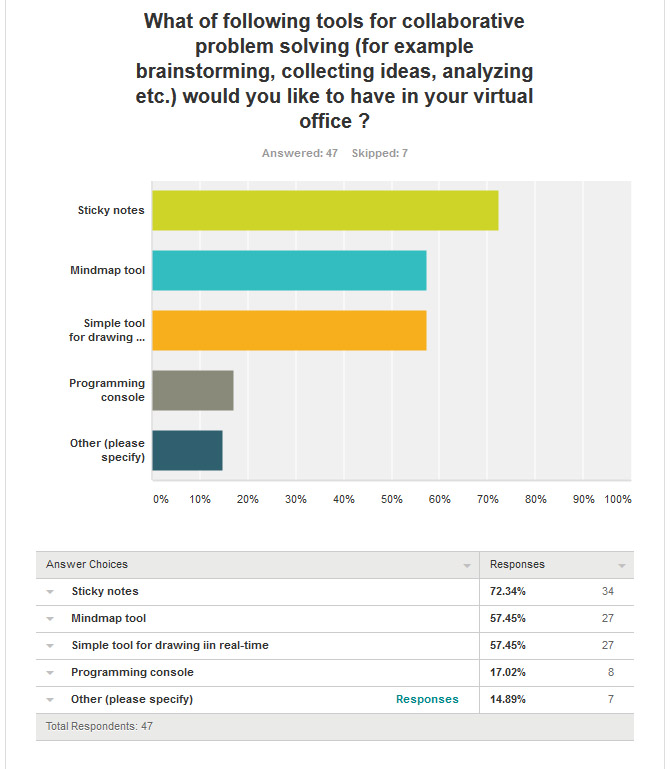 What of following tools for collaborative
problem solving (for example
brainstorming, collecting ideas, analyzing
etc.) would you like to have in your virtual
office ?
Answered: 47 Skipped: 7
Sticky notes
Mindmap tool
Simple tool
for drawing ...
Programming
console
Other (please
specify)
0% 10% 20% 30% 40% 50% 60% 70% 80% 90% 100%
Answer Choices Responses
Sticky notes 72.34% 34
Mindmap tool 57.45% 27
Simple tool for drawing iin real-time 57.45% 27
Programming console 17.02% 8
Other (please specify) Responses 14.89% 7
Total Respondents: 47